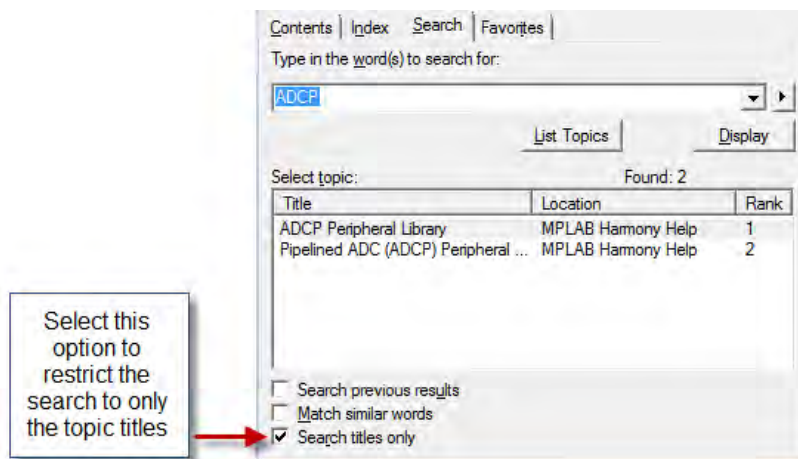 Contents Index Search Favorites
Type in the word(s) to search for:
ADCP
List Topics Display
Select topic: Found: 2
Title Location Rank
ADCP Peripheral Library MPLAB Harmony Help 1
Pipelined ADC (ADCP) Peripheral ... MPLAB Harmony Help 2
Select this
option to
restrict the
search to only
the topic titles
Search previous results
Match similar words
Search titles only